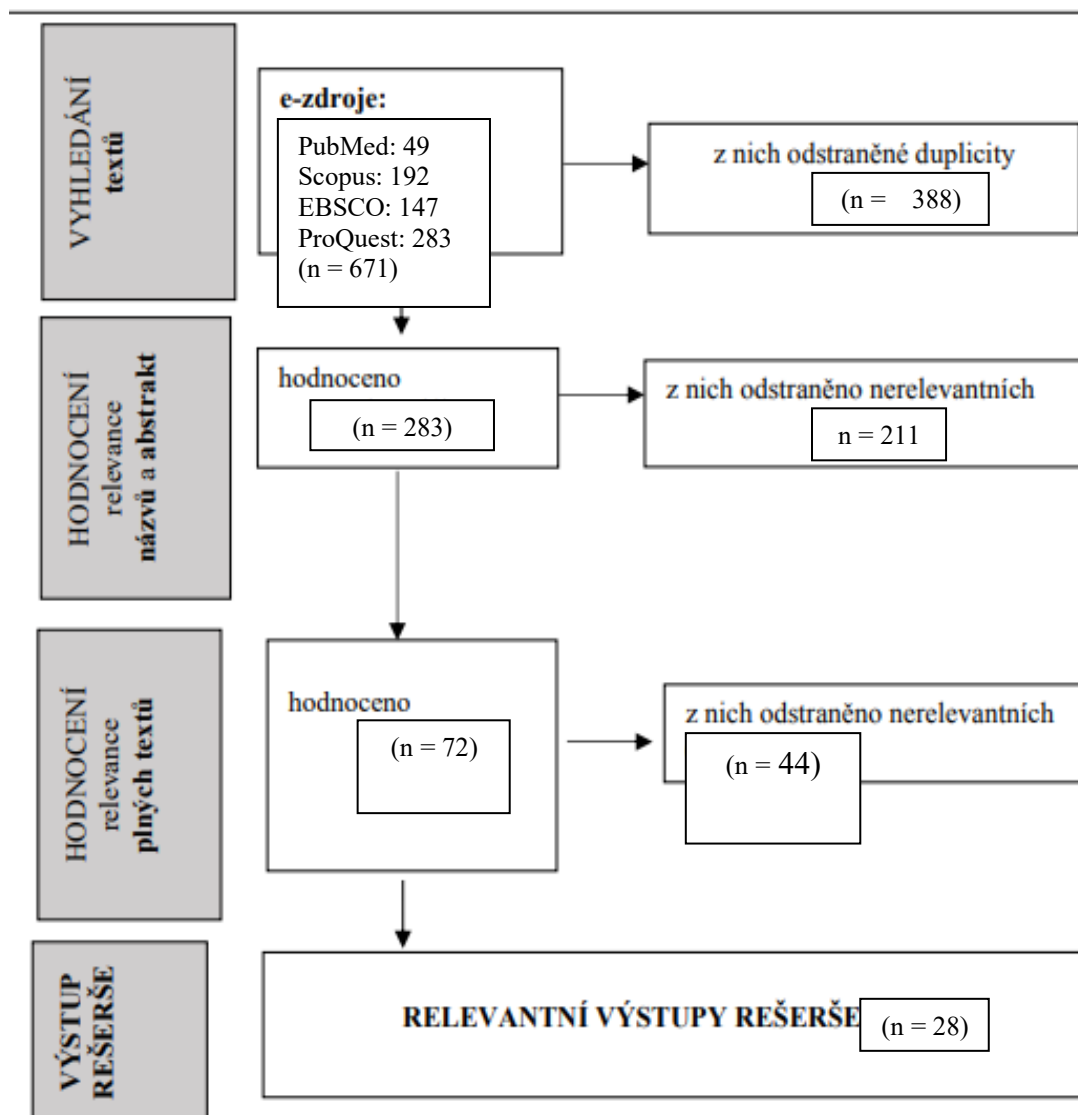 VYHLEDÁNÍ
textů
e-zdroje:
PubMed: 49
Scopus: 192
EBSCO: 147
ProQuest: 283
(n = 671)
z nich odstraněné duplicity
(n = 388)
HODNOCENÍ
relevance
názvů a abstrakt
hodnoceno
(n = 283)
z nich odstraněno nerelevantních
n = 211
HODNOCENÍ
relevance
plných textů
hodnoceno
(n = 72)
z nich odstraněno nerelevantních
(n = 44)
VÝSTUP
REŠERŠE
RELEVANTNÍ VÝSTUPY REŠERŠE
(n = 28)